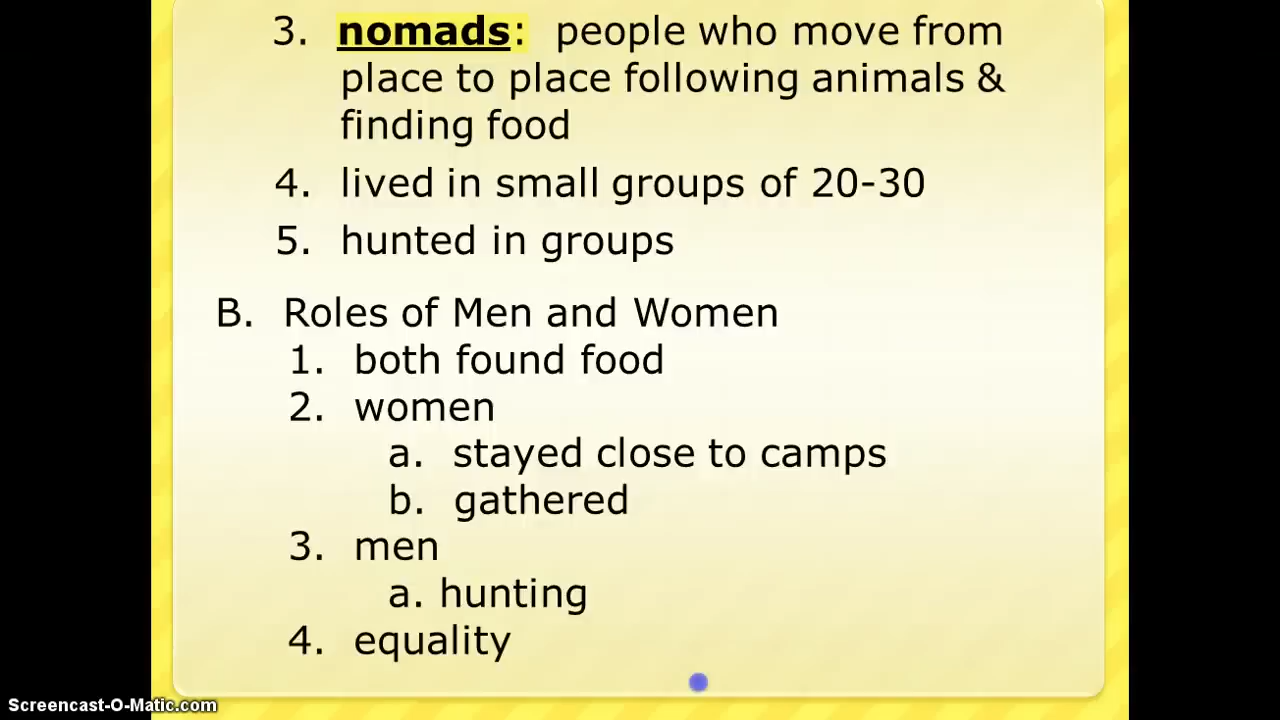 3. nomads: people who move from
place to place following animals &
finding food
4. lived in small groups of 20-30
5. hunted in groups
B. Roles of Men and Women
1. both found food
2. women
a. stayed close to camps
b. gathered
3. men
a. hunting
4. equality
Screencast-O-Matic.com